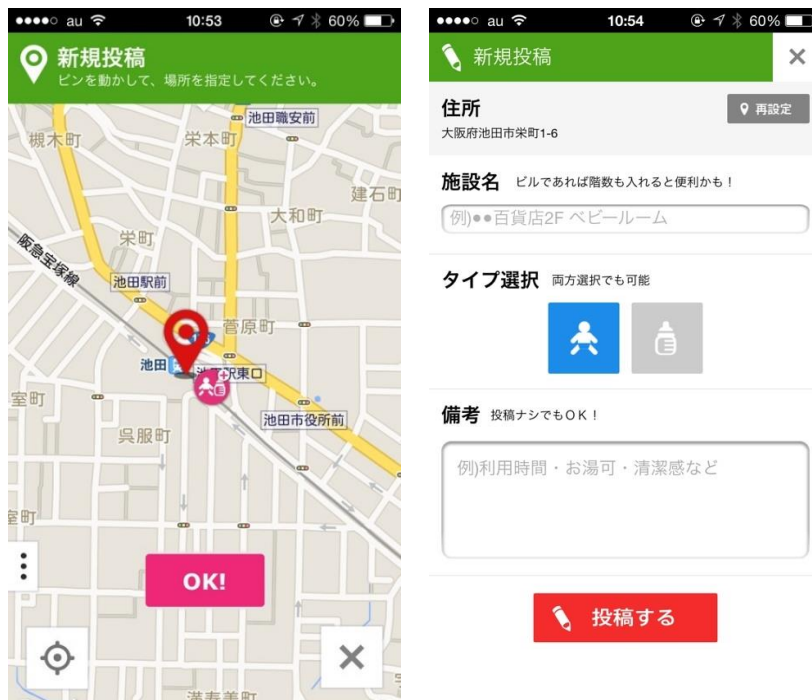 au 10:53 60%
新規投稿
ピンを動かして、場所を指定してください。
池田職安前
槻木町
栄本町
建石町
大和町
栄町
阪急宝塚線
池田駅前
菅原町
池田
駅東口
室町
池田市役所前
呉服町
室町
OK!
満寿美町
au 10:54 60%
新規投稿
住所
再設定
大阪府池田市栄町1-6
施設名 ビルであれば階数も入れると便利かも！
例)●●百貨店2F ベビールーム
タイプ選択 両方選択でも可能
備考 投稿ナシでもOK！
例)利用時間・お湯可・清潔感など
投稿する